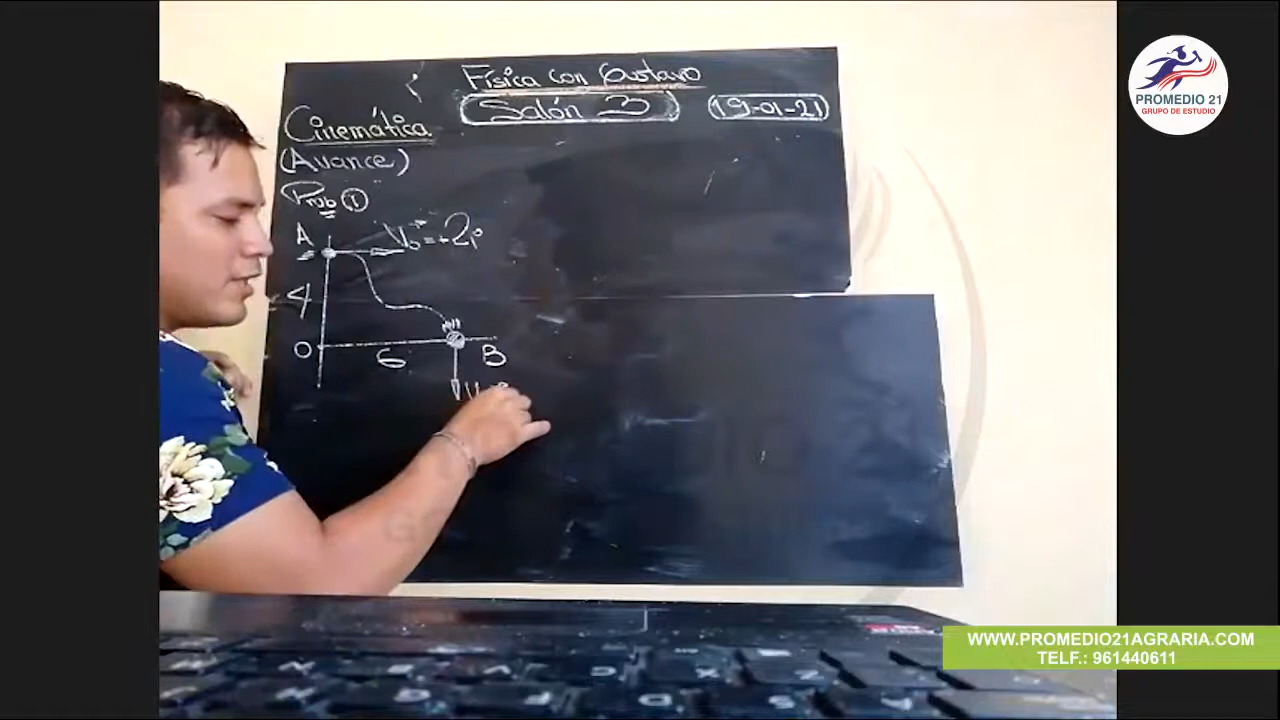 Física con Gustavo
Salón 3
19-01-21
Cinemática
(Avance)
Prob ①
A
V₀ = +2i
4
O
6
B
PROMEDIO 21
GRUPO DE ESTUDIO
WWW.PROMEDIO21AGRARIA.COM
TELF.: 961440611